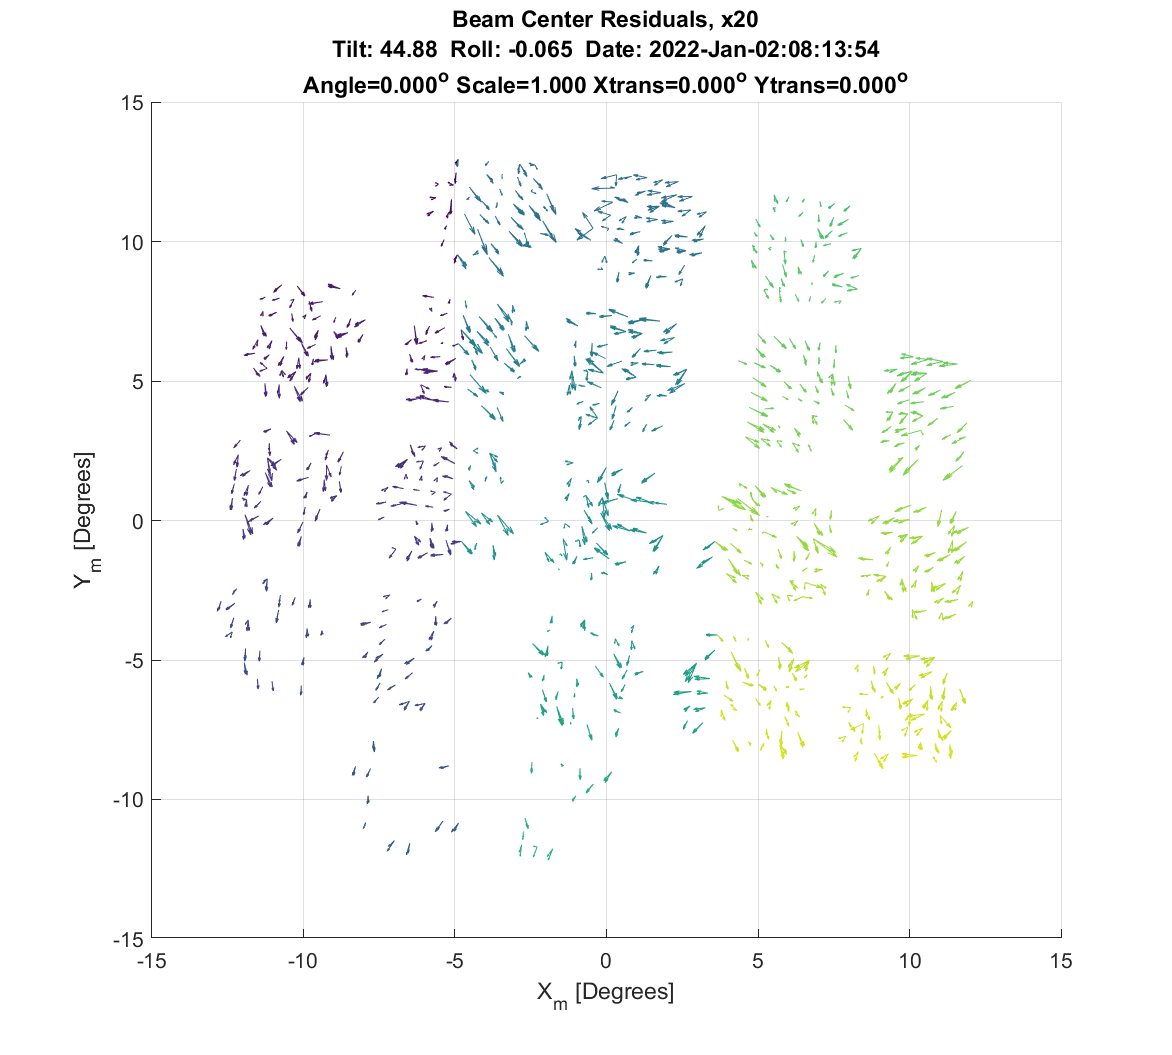 Beam Center Residuals, x20
Tilt: 44.88 Roll: -0.065 Date: 2022-Jan-02:08:13:54
Angle=0.000° Scale=1.000 Xtrans=0.000° Ytrans=0.000°
15
10
5
0
-5
-10
-15
Y_m [Degrees]
-15 -10 -5 0 5 10 15
X_m [Degrees]